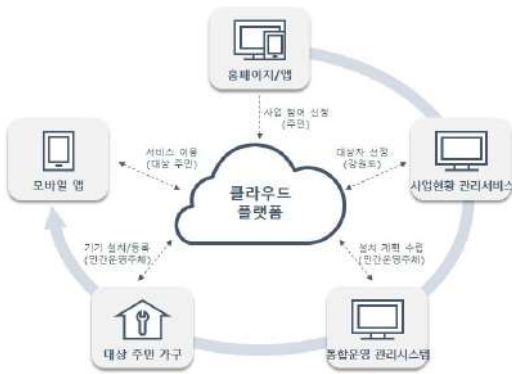 홈페이지/앱
사업 참여 신청
(주민)
서비스 이용
(대상 주민)
대상자 선정
(강원도)
모바일 앱
클라우드
플랫폼
사업현황 관리서비스
기기 설치/등록
(민간운영주체)
설치 계획 수립
(민간운영주체)
대상 주민 가구
통합운영 관리시스템